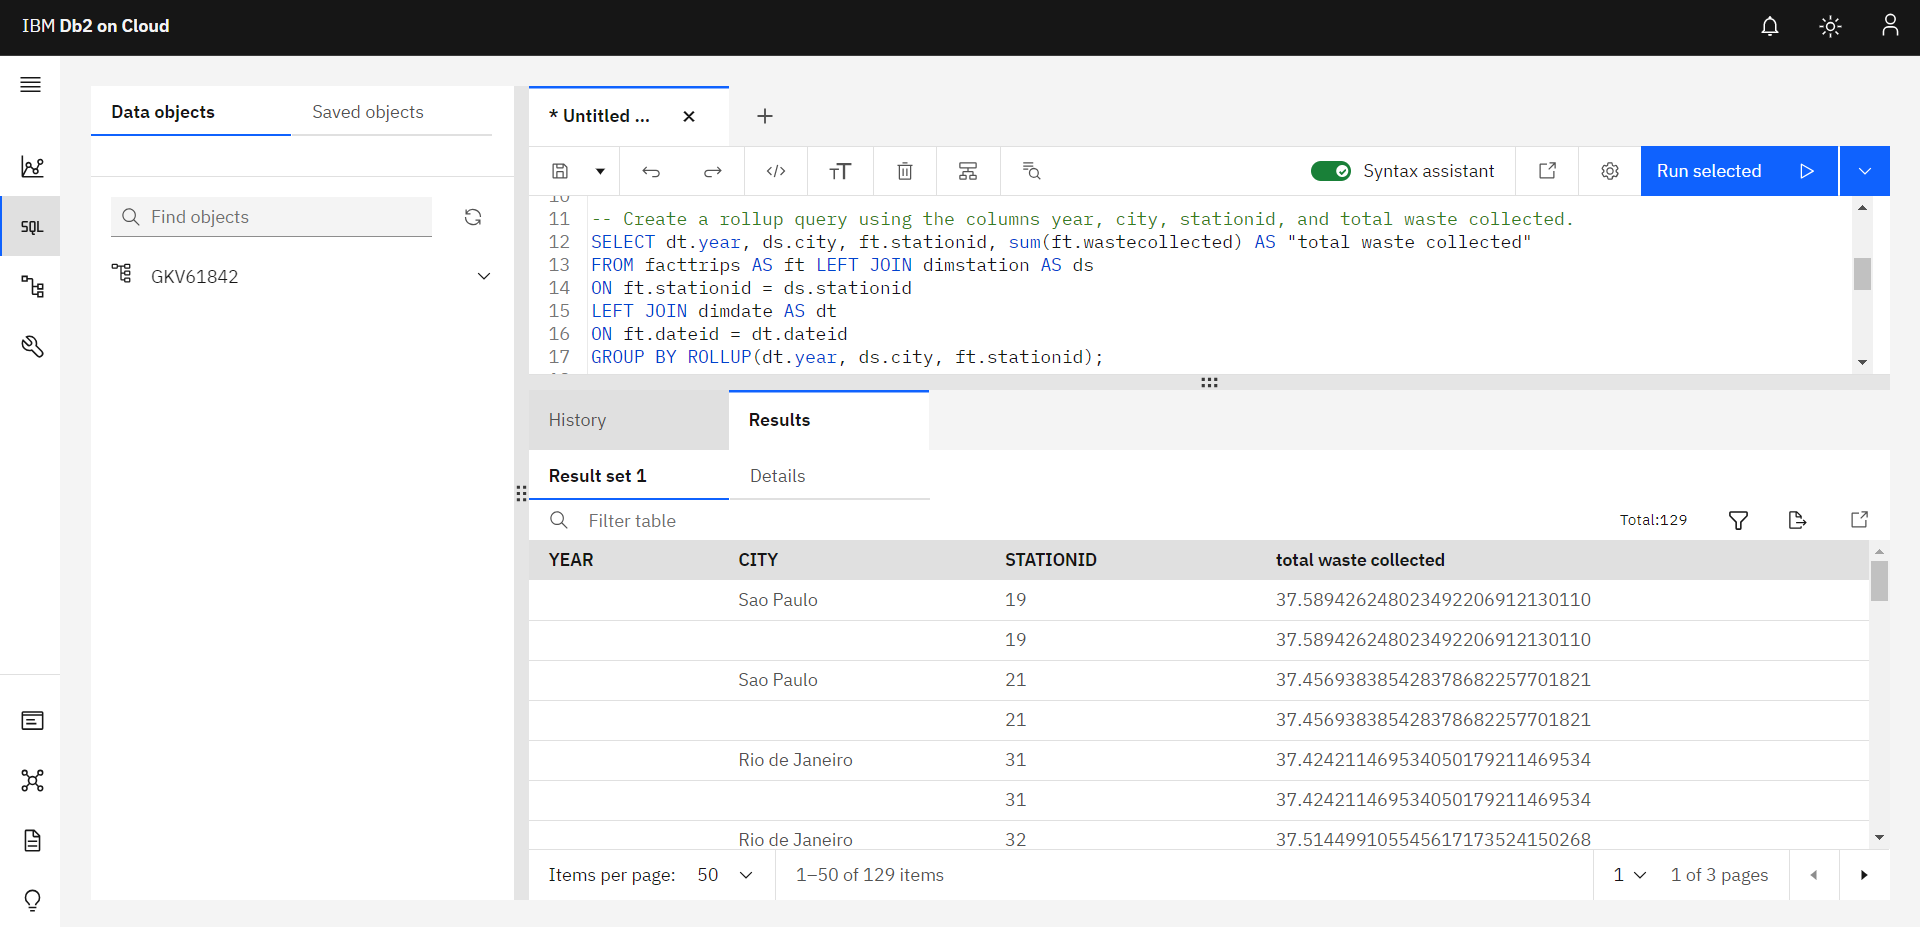 IBM Db2 on Cloud
Data objects
Saved objects
Find objects
GKV61842
SQL
* Untitled ...
Syntax assistant
Run selected
10
11 -- Create a rollup query using the columns year, city, stationid, and total waste collected.
12 SELECT dt.year, ds.city, ft.stationid, sum(ft.wastecollected) AS "total waste collected"
13 FROM facttrips AS ft LEFT JOIN dimstation AS ds
14 ON ft.stationid = ds.stationid
15 LEFT JOIN dimdate AS dt
16 ON ft.dateid = dt.dateid
17 GROUP BY ROLLUP(dt.year, ds.city, ft.stationid);
History
Results
Result set 1
Details
Filter table
Total:129
YEAR CITY STATIONID total waste collected
Sao Paulo 19 37.589426248023492206912130110
19 37.589426248023492206912130110
Sao Paulo 21 37.456938385428378682257701821
21 37.456938385428378682257701821
Rio de Janeiro 31 37.424211469534050179211469534
31 37.424211469534050179211469534
Rio de Janeiro 32 37.514499105545617173524150268
Items per page: 50
1–50 of 129 items
1
1 of 3 pages